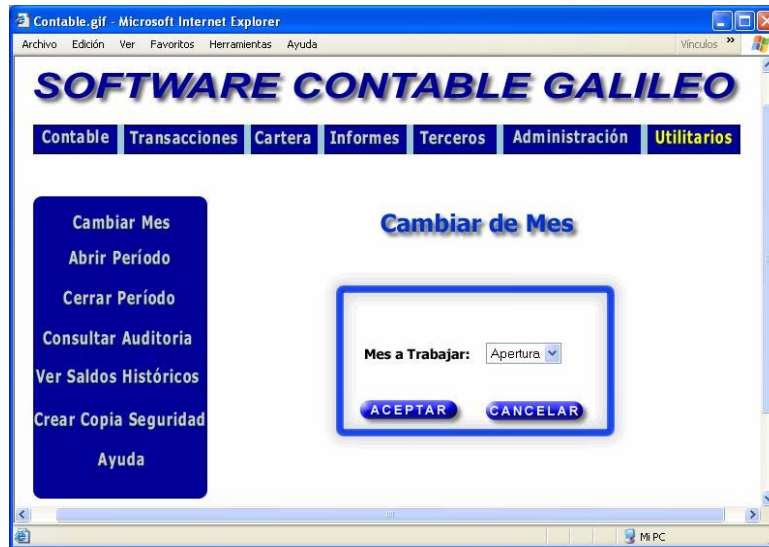 Contable.gif - Microsoft Internet Explorer
Archivo Edición Ver Favoritos Herramientas Ayuda Vínculos »
SOFTWARE CONTABLE GALILEO
Contable Transacciones Cartera Informes Terceros Administración Utilitarios
Cambiar Mes
Abrir Período
Cerrar Período
Consultar Auditoria
Ver Saldos Históricos
Crear Copia Seguridad
Ayuda
Cambiar de Mes
Mes a Trabajar: Apertura
ACEPTAR CANCELAR
Mi PC